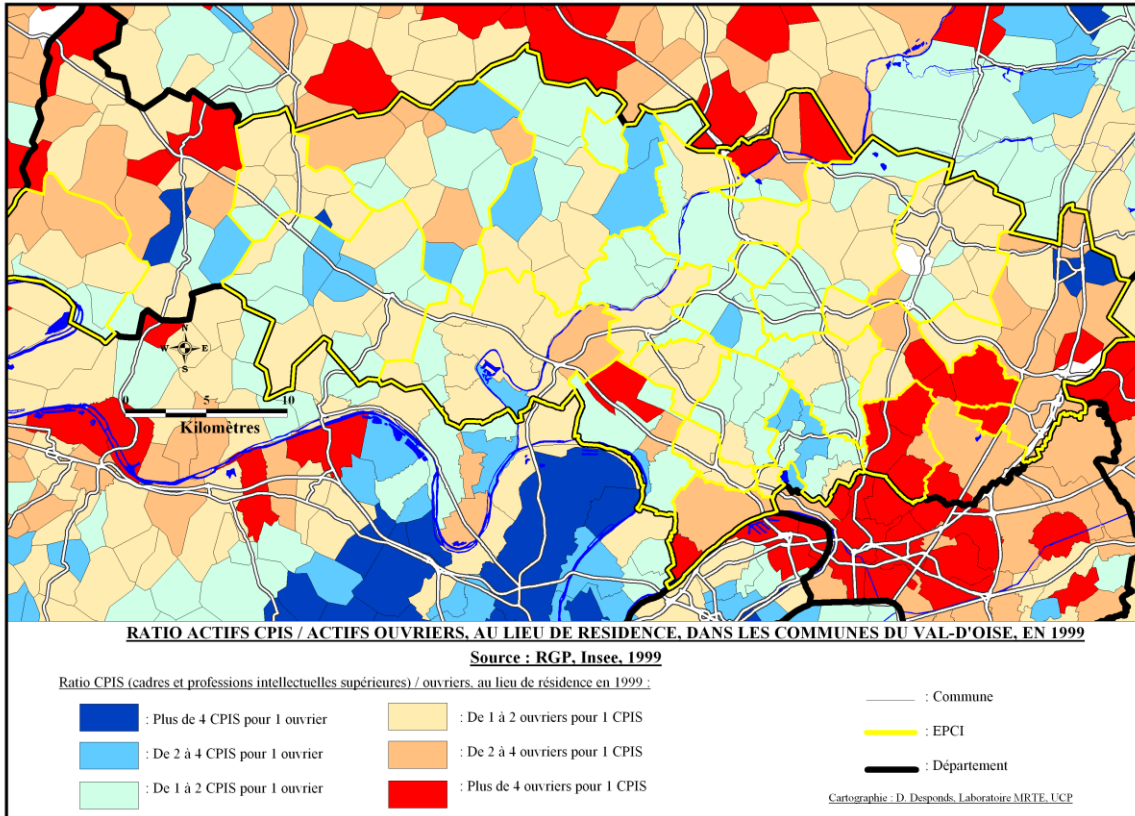 N
W E
S
0 5 10
Kilomètres
RATIO ACTIFS CPIS / ACTIFS OUVRIERS, AU LIEU DE RESIDENCE, DANS LES COMMUNES DU VAL-D'OISE, EN 1999
Source : RGP, Insee, 1999
Ratio CPIS (cadres et professions intellectuelles supérieures) / ouvriers, au lieu de résidence en 1999 :
: Plus de 4 CPIS pour 1 ouvrier
: De 2 à 4 CPIS pour 1 ouvrier
: De 1 à 2 CPIS pour 1 ouvrier
: De 1 à 2 ouvriers pour 1 CPIS
: De 2 à 4 ouvriers pour 1 CPIS
: Plus de 4 ouvriers pour 1 CPIS
: Commune
: EPCI
: Département
Cartographie : D. Desponds, Laboratoire MRTE, UCP